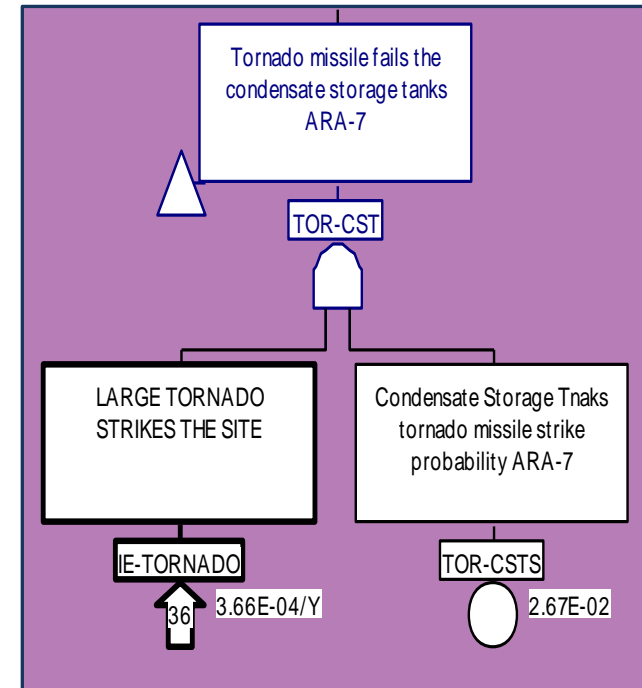 Tornado missile fails the
condensate storage tanks
ARA-7
TOR-CST
LARGE TORNADO
STRIKES THE SITE
Condensate Storage Tnaks
tornado missile strike
probability ARA-7
IE-TORNADO
TOR-CSTS
36
3.66E-04/Y
2.67E-02